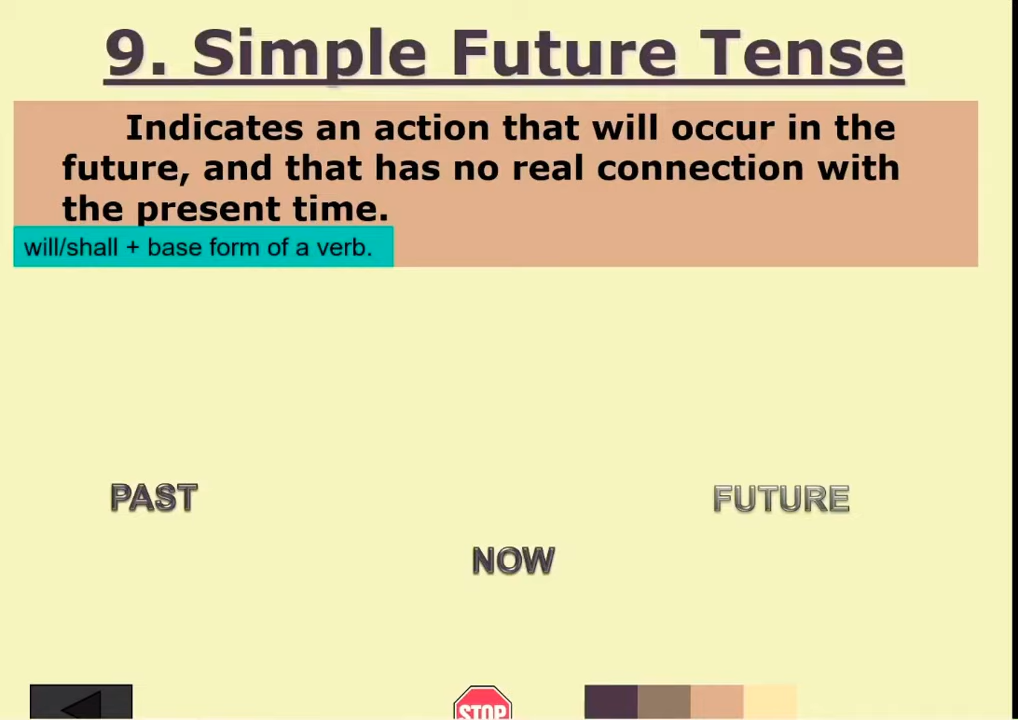 9. Simple Future Tense
Indicates an action that will occur in the
future, and that has no real connection with
the present time.
will/shall + base form of a verb.
PAST
FUTURE
NOW
STOP